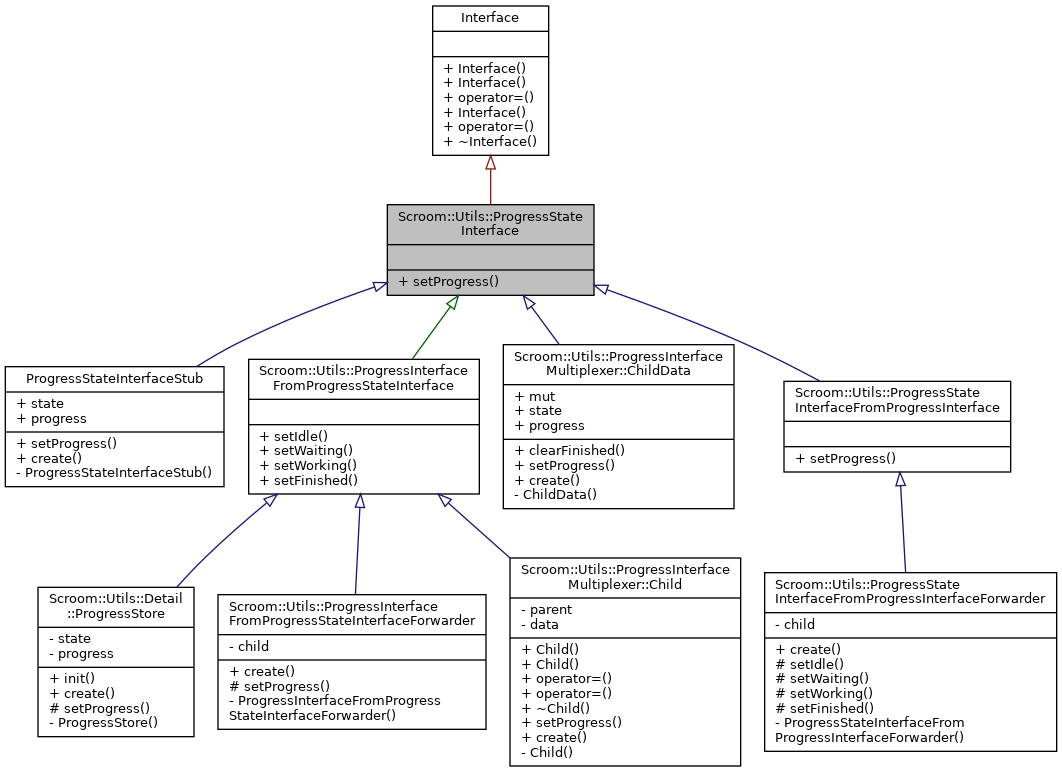 Interface
+ Interface()
+ Interface()
+ operator=()
+ Interface()
+ operator=()
+ ~Interface()
Scroom::Utils::ProgressState
Interface
+ setProgress()
ProgressStateInterfaceStub
+ state
+ progress
+ setProgress()
+ create()
- ProgressStateInterfaceStub()
Scroom::Utils::ProgressInterface
FromProgressStateInterface
+ setIdle()
+ setWaiting()
+ setWorking()
+ setFinished()
Scroom::Utils::ProgressInterface
Multiplexer::ChildData
+ mut
+ state
+ progress
+ clearFinished()
+ setProgress()
+ create()
- ChildData()
Scroom::Utils::ProgressState
InterfaceFromProgressInterface
+ setProgress()
Scroom::Utils::Detail
::ProgressStore
- state
- progress
+ init()
+ create()
# setProgress()
- ProgressStore()
Scroom::Utils::ProgressInterface
FromProgressStateInterfaceForwarder
- child
+ create()
# setProgress()
- ProgressInterfaceFromProgress
StateInterfaceForwarder()
Scroom::Utils::ProgressInterface
Multiplexer::Child
- parent
- data
+ Child()
+ Child()
+ operator=()
+ operator=()
+ ~Child()
+ setProgress()
+ create()
- Child()
Scroom::Utils::ProgressState
InterfaceFromProgressInterfaceForwarder
- child
+ create()
# setIdle()
# setWaiting()
# setWorking()
# setFinished()
- ProgressStateInterfaceFrom
ProgressInterfaceForwarder()